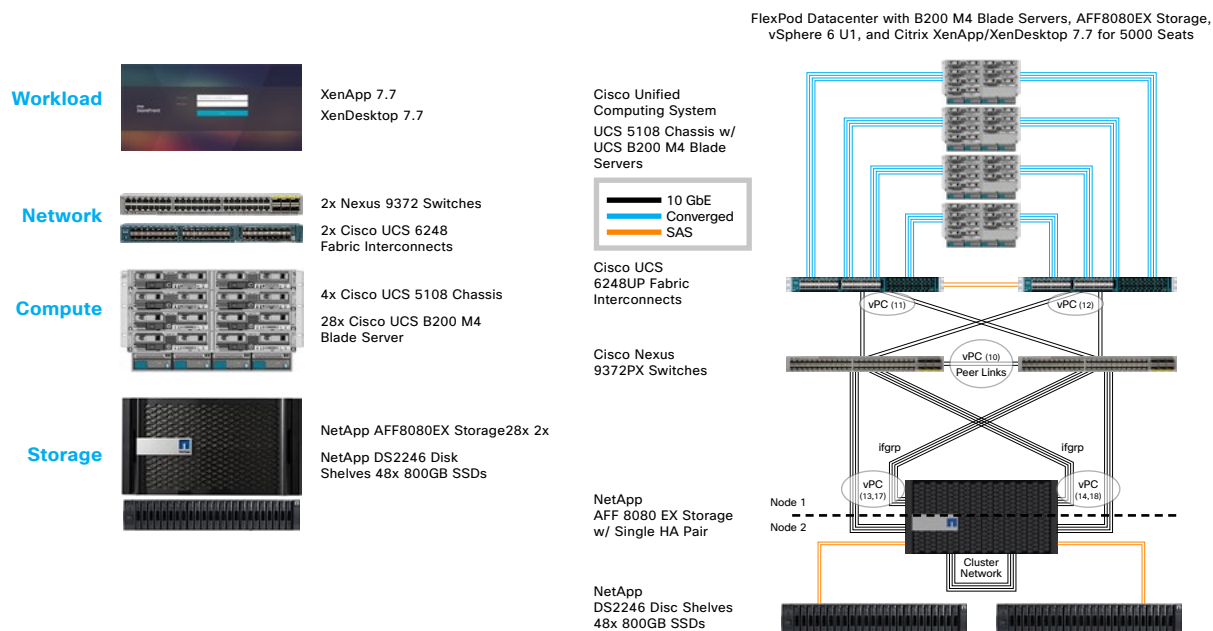 FlexPod Datacenter with B200 M4 Blade Servers, AFF8080EX Storage,
vSphere 6 U1, and Citrix XenApp/XenDesktop 7.7 for 5000 Seats
Workload
XenApp 7.7
XenDesktop 7.7
Network
2x Nexus 9372 Switches
2x Cisco UCS 6248
Fabric Interconnects
Compute
4x Cisco UCS 5108 Chassis
28x Cisco UCS B200 M4
Blade Server
Storage
NetApp AFF8080EX Storage28x 2x
NetApp DS2246 Disk
Shelves 48x 800GB SSDs
Cisco Unified
Computing System
UCS 5108 Chassis w/
UCS B200 M4 Blade
Servers
10 GbE
Converged
SAS
Cisco UCS
6248UP Fabric
Interconnects
vPC (11)
vPC (12)
Cisco Nexus
9372PX Switches
vPC (10)
Peer Links
ifgrp
ifgrp
vPC
(13,17)
vPC
(14,18)
NetApp
AFF 8080 EX Storage
w/ Single HA Pair
Node 1
Node 2
Cluster
Network
NetApp
DS2246 Disc Shelves
48x 800GB SSDs